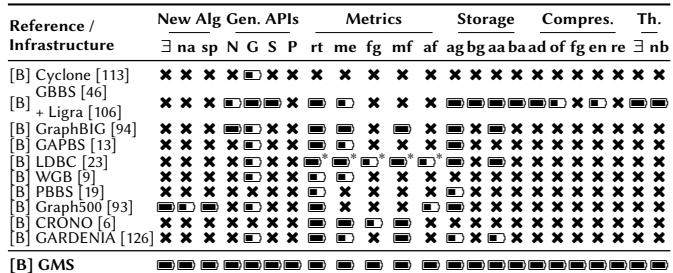 New Alg Gen. APIs Metrics Storage Compres. Th.
Reference / Infrastructure ∃ na sp N G S P rt me fg mf af ag bg aa ba ad of fg en re ∃ nb
[B] Cyclone [113] ✖ ✖ ✖ ✖ ✖ ✖ ✖ ✖ ✖ ✖ ✖ ✖ ✖ ✖ ✖ ✖ ✖ ✖ ✖ ✖ ✖ ✖
[B] GBBS [46] + Ligra [106] ✖ ✖ ✖ ✖ ✖ ✖ ✖ ✖ ✖
[B] GraphBIG [94] ✖ ✖ ✖ ✖ ✖ ✖ ✖ ✖ ✖ ✖ ✖ ✖ ✖ ✖ ✖ ✖
[B] GAPBS [13] ✖ ✖ ✖ ✖ ✖ ✖ ✖ ✖ ✖ ✖ ✖ ✖ ✖ ✖ ✖ ✖ ✖ ✖ ✖
[B] LDBC [23] ✖ ✖ ✖ ✖ ✖ ✖ * * * * * ✖ ✖ ✖ ✖ ✖ ✖ ✖ ✖ ✖
[B] WGB [9]
[B] PBBS [19]
[B] Graph500 [93]
[B] CRONO [6]
[B] GARDENIA [126]
[B] GMS